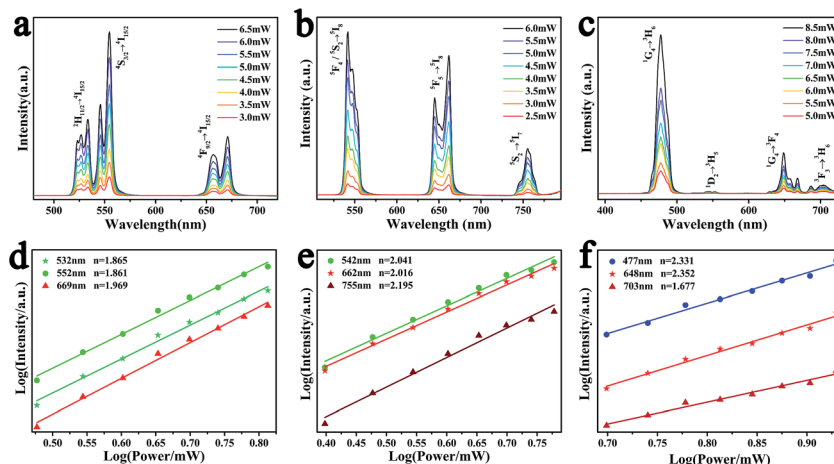 a
6.5mW
6.0mW
5.5mW
5.0mW
4.5mW
4.0mW
3.5mW
3.0mW
²H₁₁/₂→⁴I₁₅/₂
⁴S₃/₂→⁴I₁₅/₂
⁴F₉/₂→⁴I₁₅/₂
Intensity(a.u.)
500 550 600 650 700
Wavelength(nm)
b
6.0mW
5.5mW
5.0mW
4.5mW
4.0mW
3.5mW
3.0mW
2.5mW
⁵F₄/⁵S₂→⁵I₈
⁵F₅→⁵I₈
⁵S₂→⁵I₇
Intensity(a.u.)
550 600 650 700 750
Wavelength(nm)
c
8.5mW
8.0mW
7.5mW
7.0mW
6.5mW
6.0mW
5.5mW
5.0mW
¹G₄→³H₆
¹D₂→³H₅
¹G₄→³F₄
³F₃→³H₆
Intensity(a.u.)
400 500 600 700
Wavelength(nm)
d
532nm n=1.865
552nm n=1.861
669nm n=1.969
Log(Intensity/a.u.)
0.50 0.55 0.60 0.65 0.70 0.75 0.80
Log(Power/mW)
e
542nm n=2.041
662nm n=2.016
755nm n=2.195
Log(Intensity/a.u.)
0.40 0.45 0.50 0.55 0.60 0.65 0.70 0.75
Log(Power/mW)
f
477nm n=2.331
648nm n=2.352
703nm n=1.677
Log(Intensity/a.u.)
0.70 0.75 0.80 0.85 0.90
Log(Power/mW)